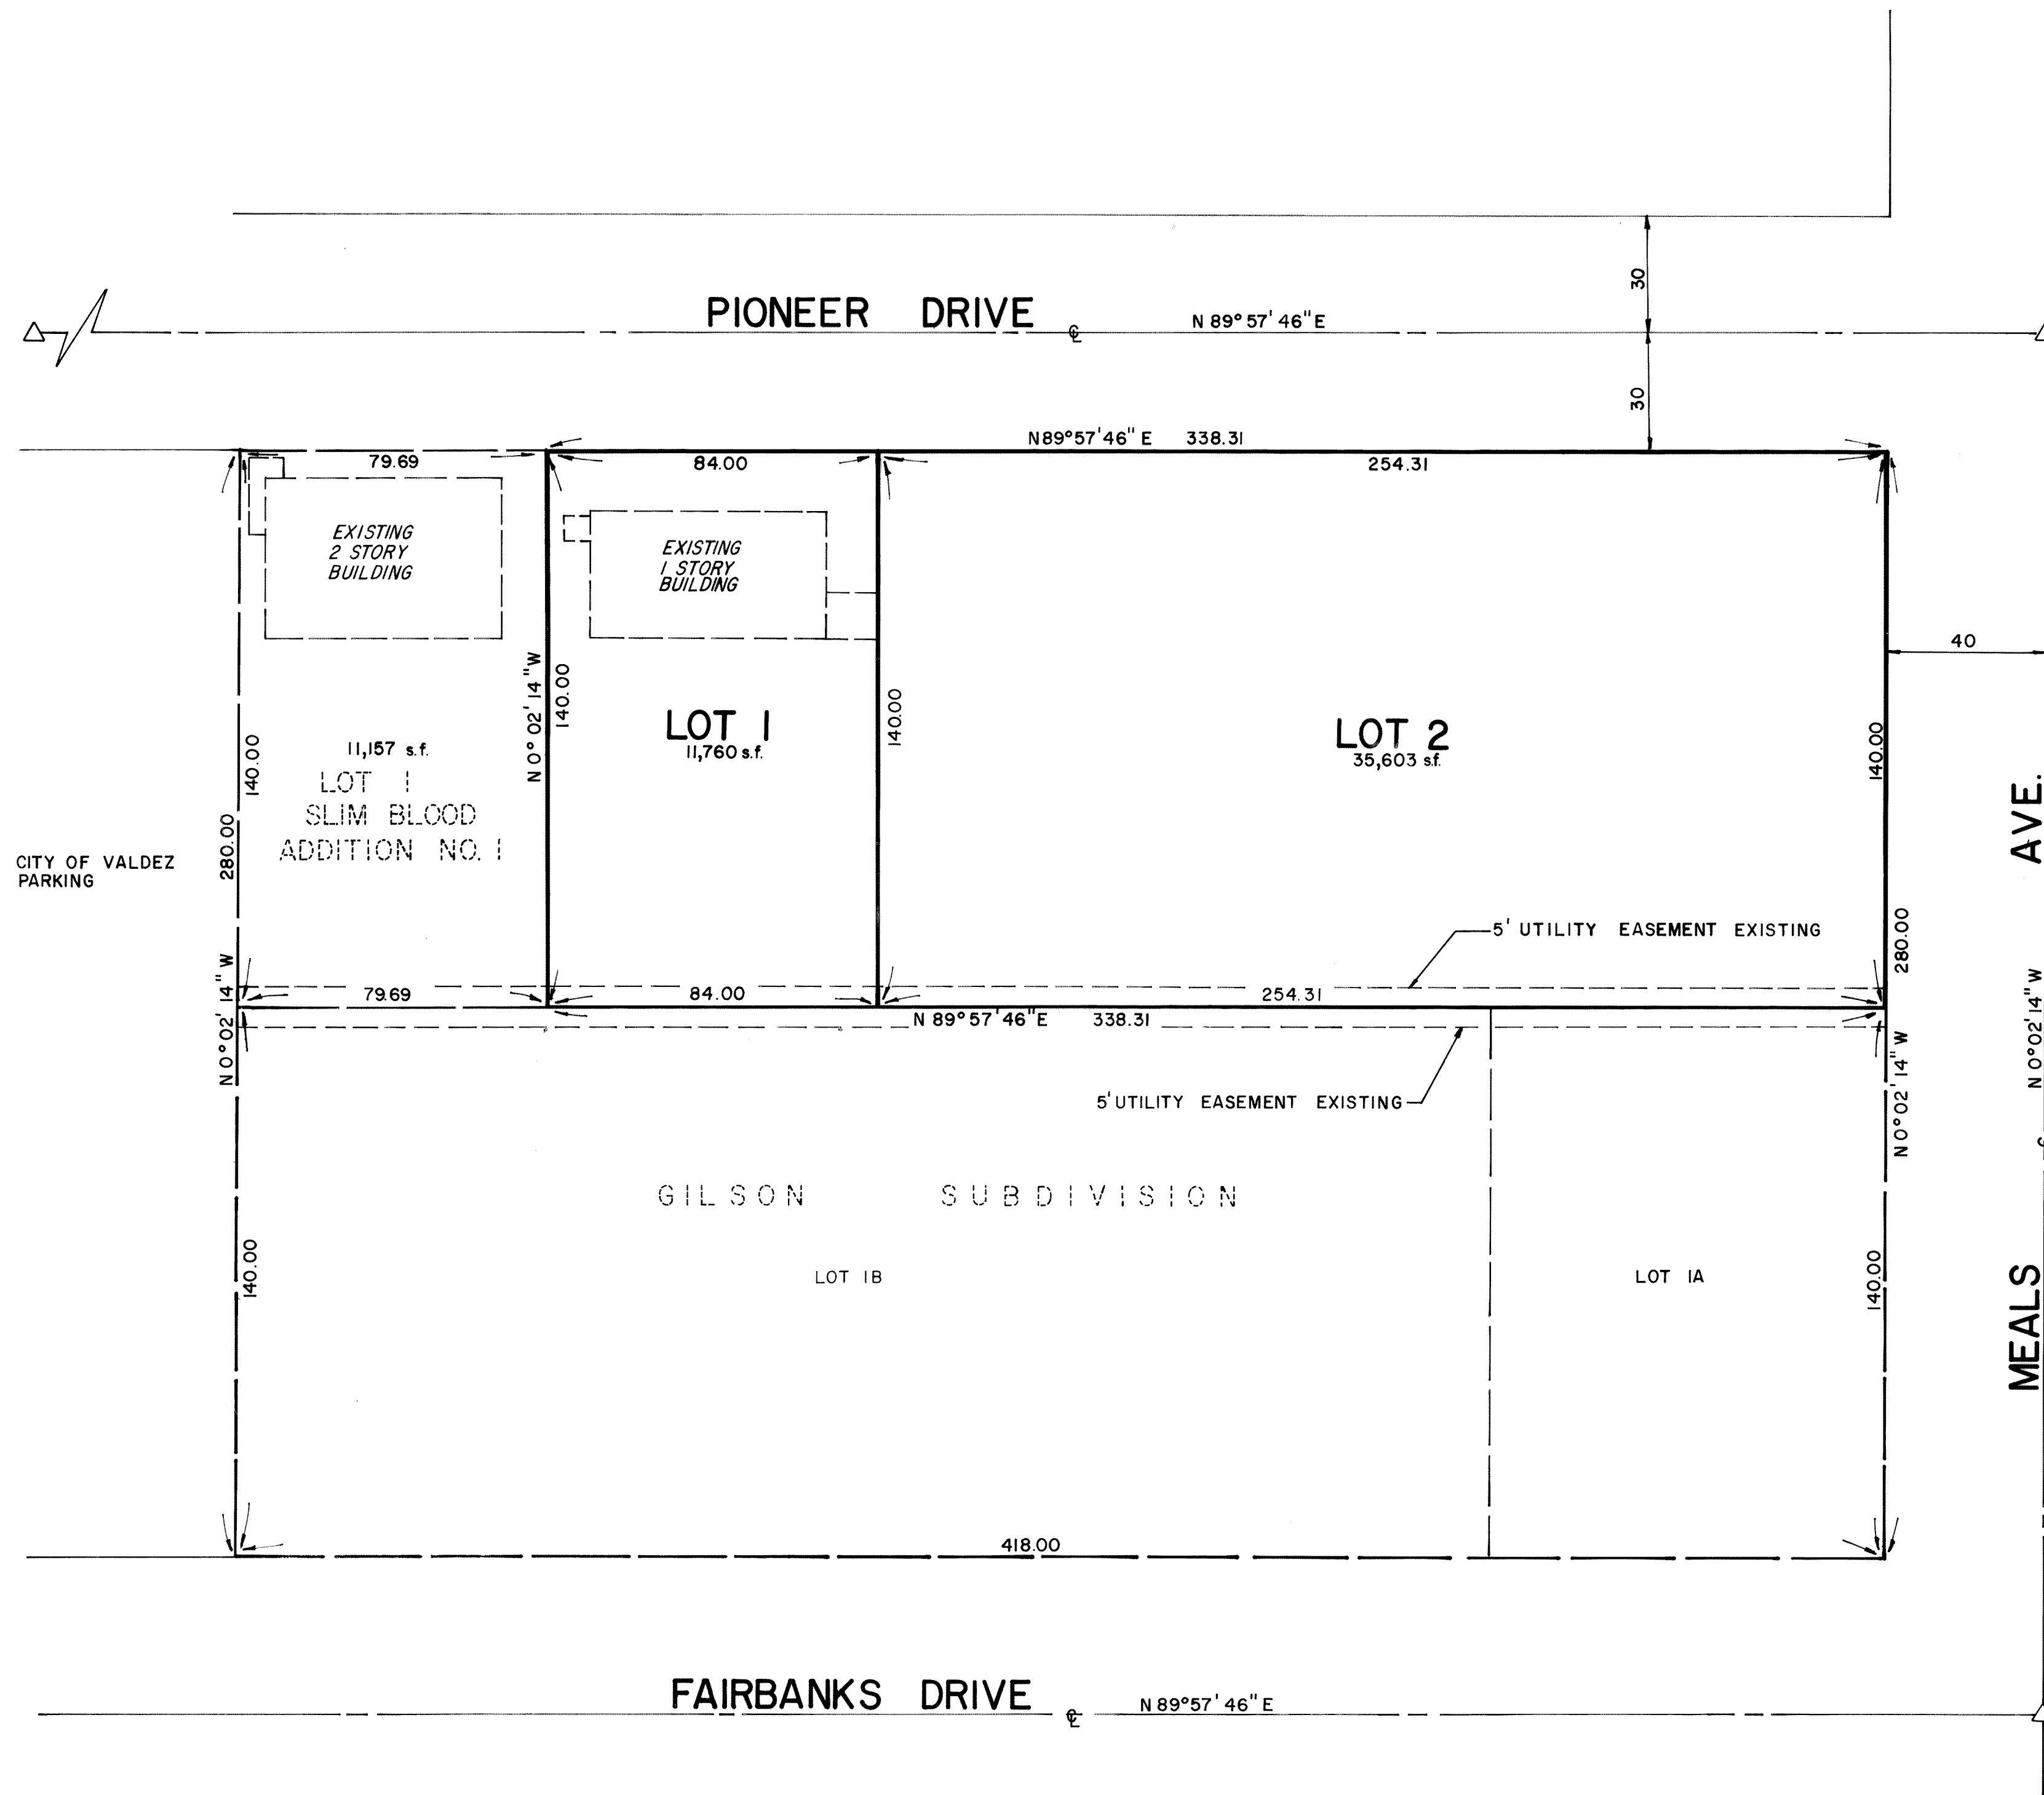 30
PIONEER DRIVE
℄
N 89° 57' 46" E
30
N89°57'46" E 338.31
79.69
84.00
254.31
EXISTING
2 STORY
BUILDING
EXISTING
1 STORY
BUILDING
40
N 0° 02' 14" W
140.00
140.00
LOT 1
11,760 s.f.
LOT 2
35,603 s.f.
140.00
140.00
11,157 s.f.
LOT 1
SLIM BLOOD
ADDITION NO. 1
280.00
CITY OF VALDEZ
PARKING
AVE.
5' UTILITY EASEMENT EXISTING
280.00
N 0° 02' 14" W
79.69
84.00
254.31
N 89° 57' 46" E 338.31
N 0° 02' 14" W
N 0° 02' 14" W
5' UTILITY EASEMENT EXISTING
GILSON SUBDIVISION
140.00
LOT 1B
LOT 1A
140.00
MEALS
418.00
FAIRBANKS DRIVE
℄
N 89° 57' 46" E